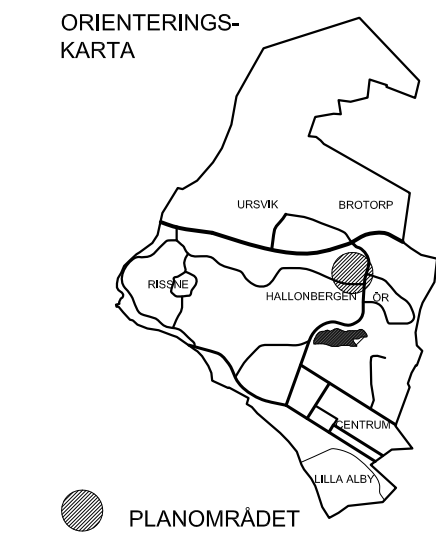 ORIENTERINGS-
KARTA
URSVIK
BROTORP
RISSNE
HALLONBERGEN
ÖR
CENTRUM
LILLA ALBY
PLANOMRÅDET